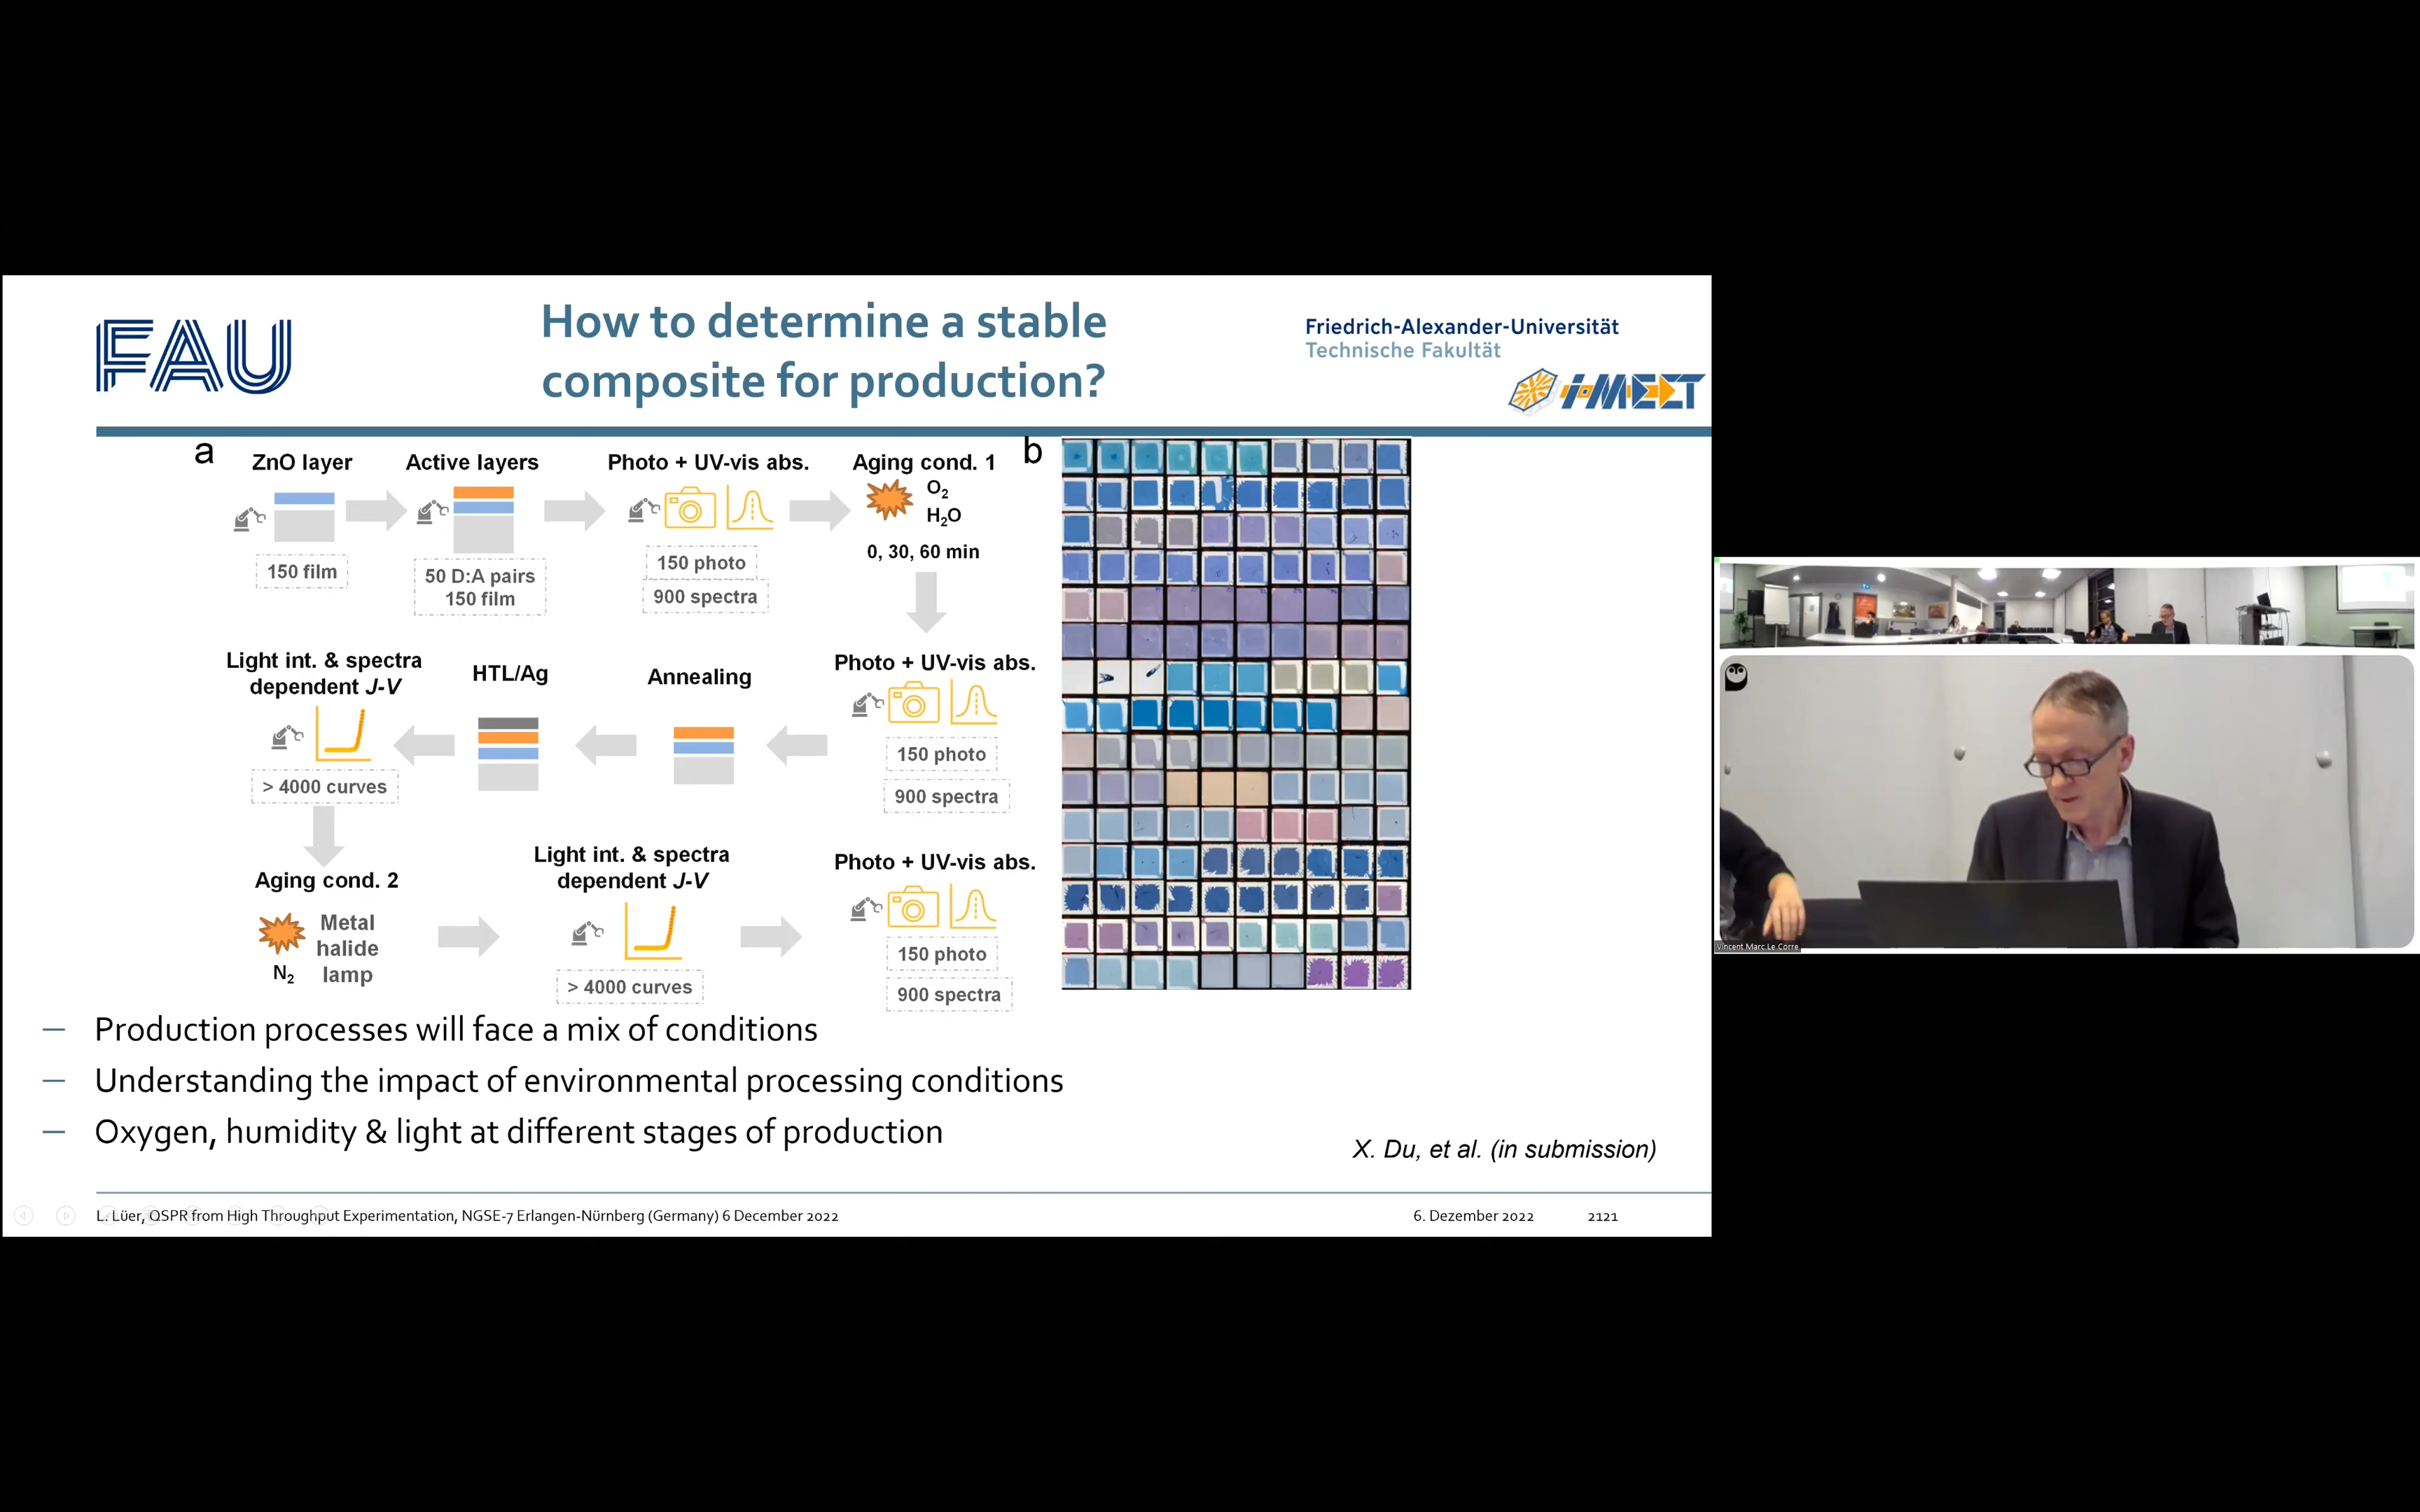 FAU
How to determine a stable
composite for production?
Friedrich-Alexander-Universität
Technische Fakultät
i-MEET
a
ZnO layer
150 film
Active layers
50 D:A pairs
150 film
Photo + UV-vis abs.
150 photo
900 spectra
Aging cond. 1
O2
H2O
0, 30, 60 min
b
Light int. & spectra
dependent J-V
> 4000 curves
HTL/Ag
Annealing
Photo + UV-vis abs.
150 photo
900 spectra
Aging cond. 2
Metal
halide
lamp
N2
Light int. & spectra
dependent J-V
> 4000 curves
Photo + UV-vis abs.
150 photo
900 spectra
— Production processes will face a mix of conditions
— Understanding the impact of environmental processing conditions
— Oxygen, humidity & light at different stages of production
X. Du, et al. (in submission)
L. Lüer, QSPR from High Throughput Experimentation, NGSE-7 Erlangen-Nürnberg (Germany) 6 December 2022
6. Dezember 2022
2121
Vincent Marc Le Corre